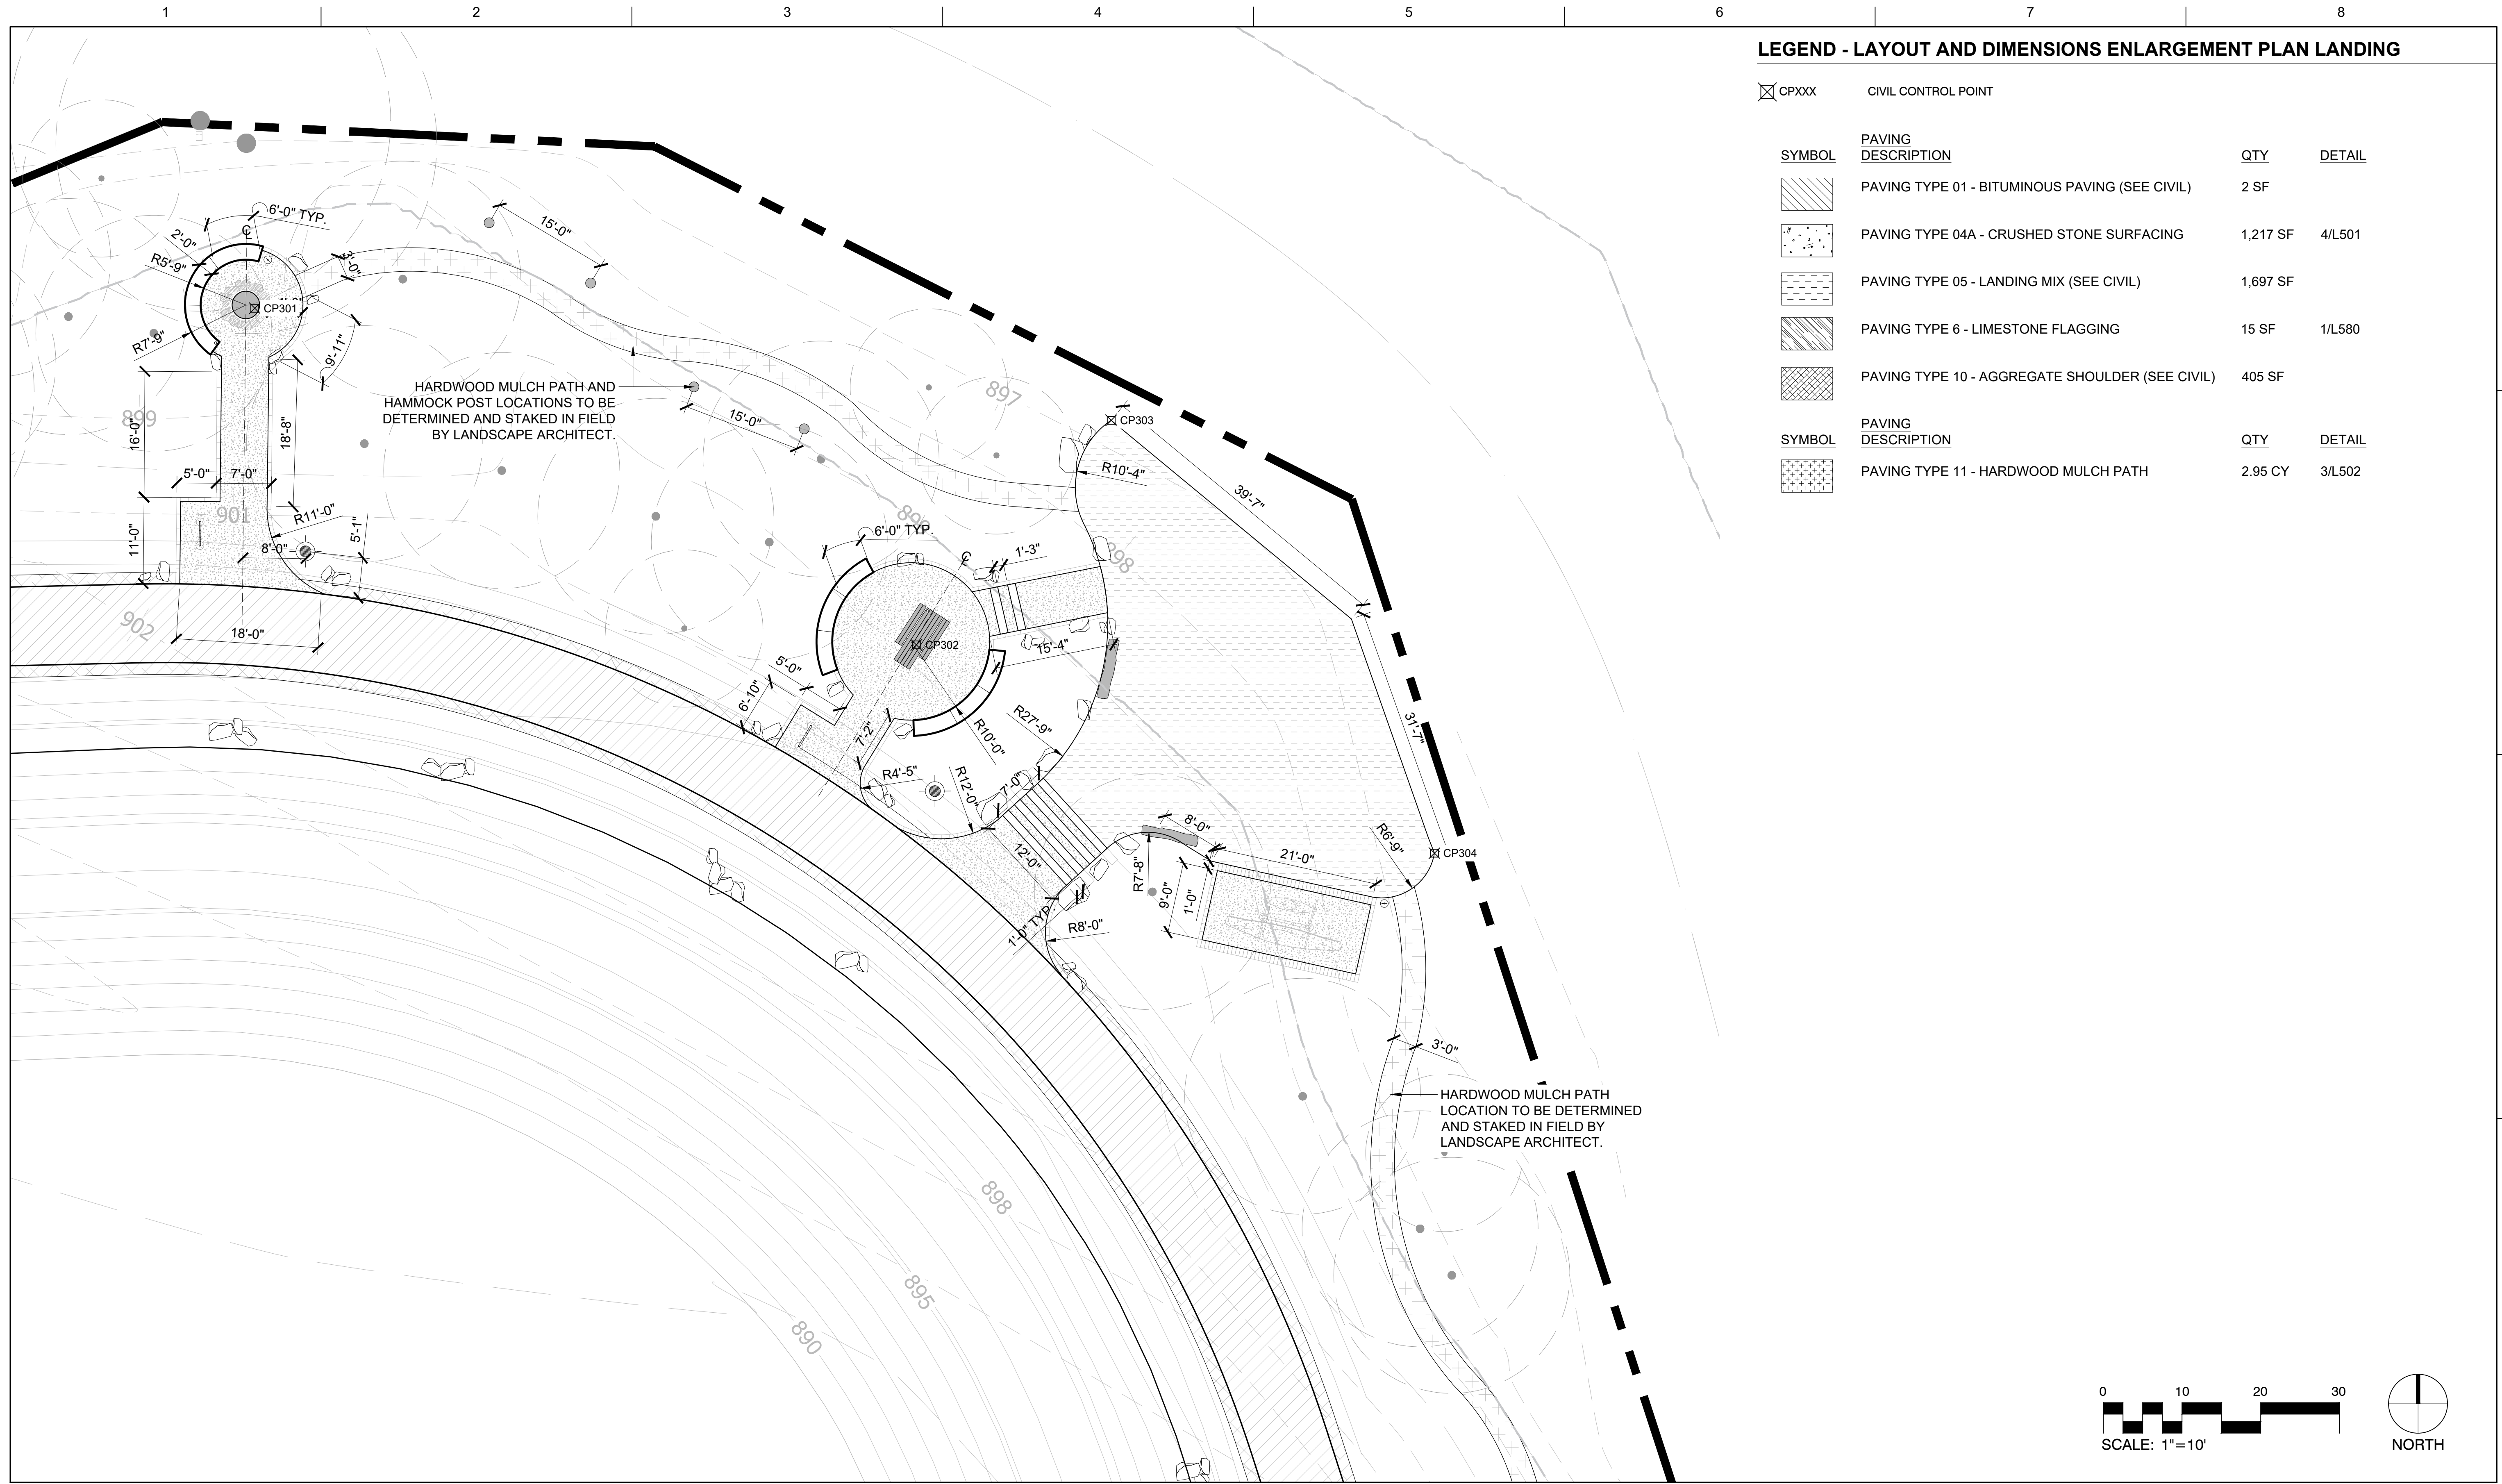 1 2 3 4 5 6 7 8
LEGEND - LAYOUT AND DIMENSIONS ENLARGEMENT PLAN LANDING
CPXXX CIVIL CONTROL POINT
PAVING
SYMBOL DESCRIPTION QTY DETAIL
PAVING TYPE 01 - BITUMINOUS PAVING (SEE CIVIL) 2 SF
PAVING TYPE 04A - CRUSHED STONE SURFACING 1,217 SF 4/L501
PAVING TYPE 05 - LANDING MIX (SEE CIVIL) 1,697 SF
PAVING TYPE 6 - LIMESTONE FLAGGING 15 SF 1/L580
PAVING TYPE 10 - AGGREGATE SHOULDER (SEE CIVIL) 405 SF
PAVING
SYMBOL DESCRIPTION QTY DETAIL
PAVING TYPE 11 - HARDWOOD MULCH PATH 2.95 CY 3/L502
6'-0" TYP.
2'-0"
R5'-9"
3'-0"
CP301
R7'-9"
9'-11"
15'-0"
HARDWOOD MULCH PATH AND
HAMMOCK POST LOCATIONS TO BE
DETERMINED AND STAKED IN FIELD
BY LANDSCAPE ARCHITECT.
15'-0"
899
16'-0"
18'-8"
5'-0"
7'-0"
901
R11'-0"
11'-0"
8'-0"
5'-1"
902
18'-0"
897
CP303
R10'-4"
39'-7"
898
6'-0" TYP.
1'-3"
CP302
15'-4"
5'-0"
6'-10"
7'-2"
R10'-0"
R27'-9"
31'-7"
R4'-5"
R12'-0"
7'-0"
12'-0"
8'-0"
R7'-8"
21'-0"
R6'-9"
CP304
9'-0"
1'-0"
1'-0" TYP.
R8'-0"
3'-0"
HARDWOOD MULCH PATH
LOCATION TO BE DETERMINED
AND STAKED IN FIELD BY
LANDSCAPE ARCHITECT.
898
895
890
0 10 20 30
SCALE: 1"=10'
NORTH